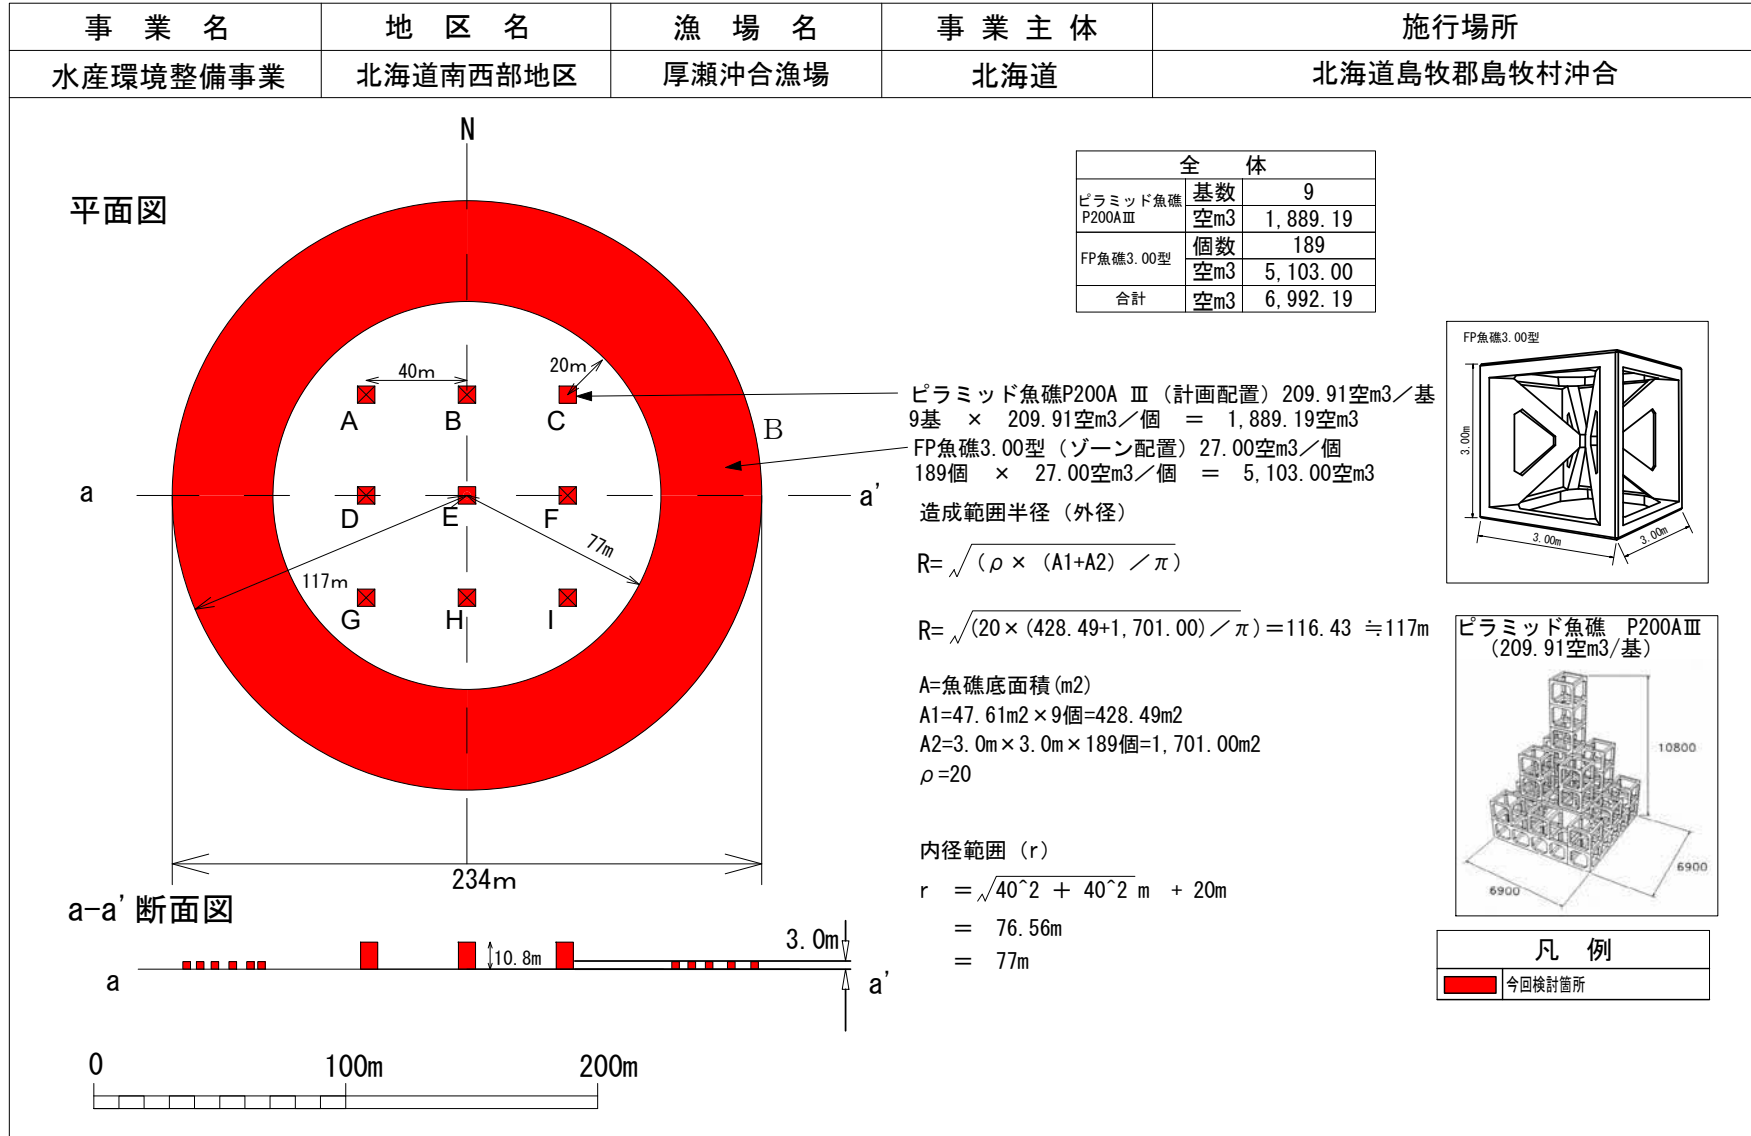 事 業 名 地 区 名 漁 場 名 事 業 主 体 施行場所
水産環境整備事業 北海道南西部地区 厚瀬沖合漁場 北海道 北海道島牧郡島牧村沖合
平面図
N
40m
20m
A B C
B
a
a'
D E F
77m
117m
G H I
234m
全 体
ピラミッド魚礁 P200AⅢ 基数 9
空m3 1,889.19
FP魚礁3.00型 個数 189
空m3 5,103.00
合計 空m3 6,992.19
ピラミッド魚礁P200A Ⅲ (計画配置) 209.91空m3/基
9基 × 209.91空m3/個 = 1,889.19空m3
FP魚礁3.00型 (ゾーン配置) 27.00空m3/個
189個 × 27.00空m3/個 = 5,103.00空m3
造成範囲半径 (外径)
R=√(ρ × (A1+A2) /π)
R=√(20×(428.49+1,701.00)/π)=116.43 ≒117m
A=魚礁底面積(m2)
A1=47.61m2×9個=428.49m2
A2=3.0m×3.0m×189個=1,701.00m2
ρ=20
内径範囲 (r)
r =√40^2 + 40^2 m + 20m
= 76.56m
= 77m
FP魚礁3.00型
3.00m
3.00m
3.00m
ピラミッド魚礁 P200AⅢ
(209.91空m3/基)
10800
6900
6900
凡 例
今回検討箇所
a-a'断面図
10.8m
3.0m
a
a'
0 100m 200m